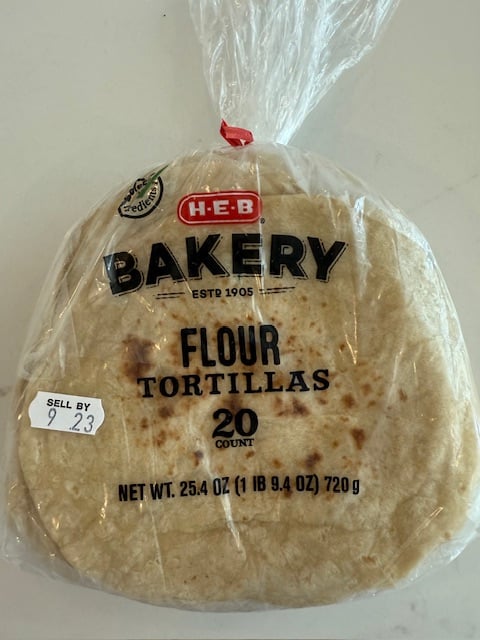 H-E-B
BAKERY
ESTD 1905
FLOUR
TORTILLAS
20
COUNT
SELL BY
9 23
NET WT. 25.4 OZ (1 lB 9.4 OZ) 720 g